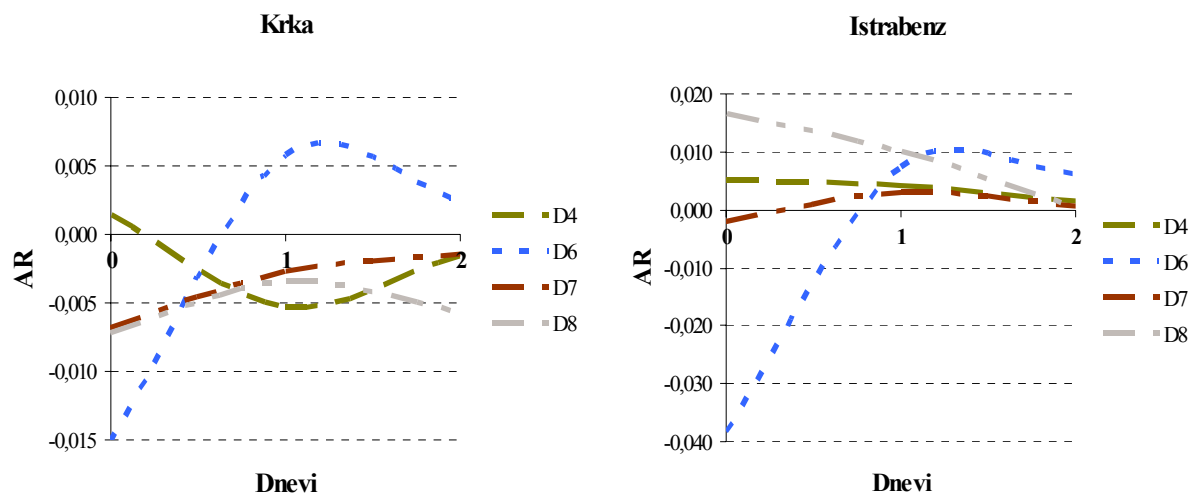 Krka
0,010
0,005
0,000
-0,005
-0,010
-0,015
0
1
2
AR
Dnevi
D4
D6
D7
D8
Istrabenz
0,020
0,010
0,000
-0,010
-0,020
-0,030
-0,040
0
1
2
AR
Dnevi
D4
D6
D7
D8